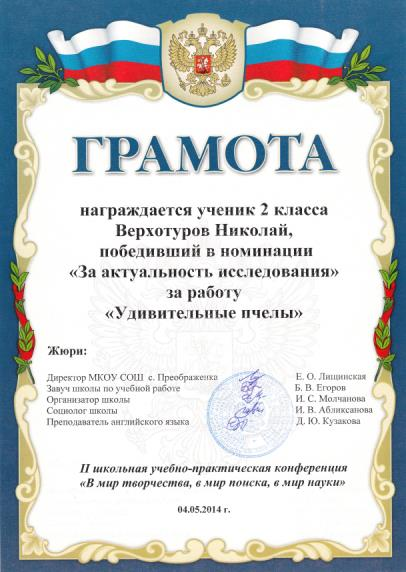 ГРАМОТА
награждается ученик 2 класса
Верхотуров Николай,
победивший в номинации
«За актуальность исследования»
за работу
«Удивительные пчелы»
Жюри:
Директор МКОУ СОШ с. Преображенка Е. О. Лищинская
Завуч школы по учебной работе Б. В. Егоров
Организатор школы И. С. Молчанова
Социолог школы И. В. Абликсанова
Преподаватель английского языка Д. Ю. Кузакова
II школьная учебно-практическая конференция
«В мир творчества, в мир поиска, в мир науки»
04.05.2014 г.